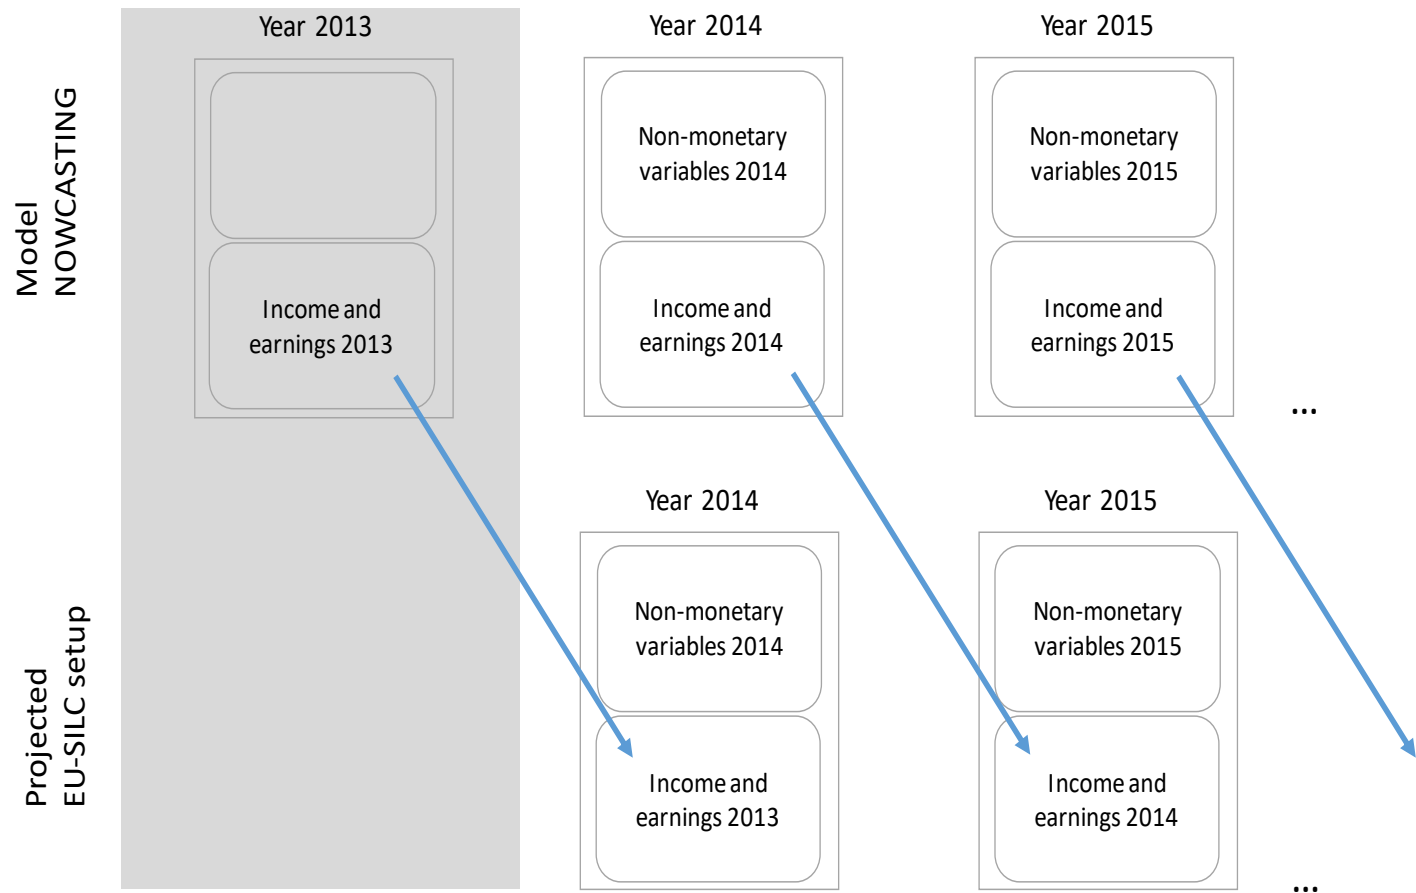 Year 2013
Year 2014
Year 2015
Model
NOWCASTING
Non-monetary
variables 2014
Non-monetary
variables 2015
Income and
earnings 2013
Income and
earnings 2014
Income and
earnings 2015
...
Year 2014
Year 2015
Projected
EU-SILC setup
Non-monetary
variables 2014
Non-monetary
variables 2015
Income and
earnings 2013
Income and
earnings 2014
...